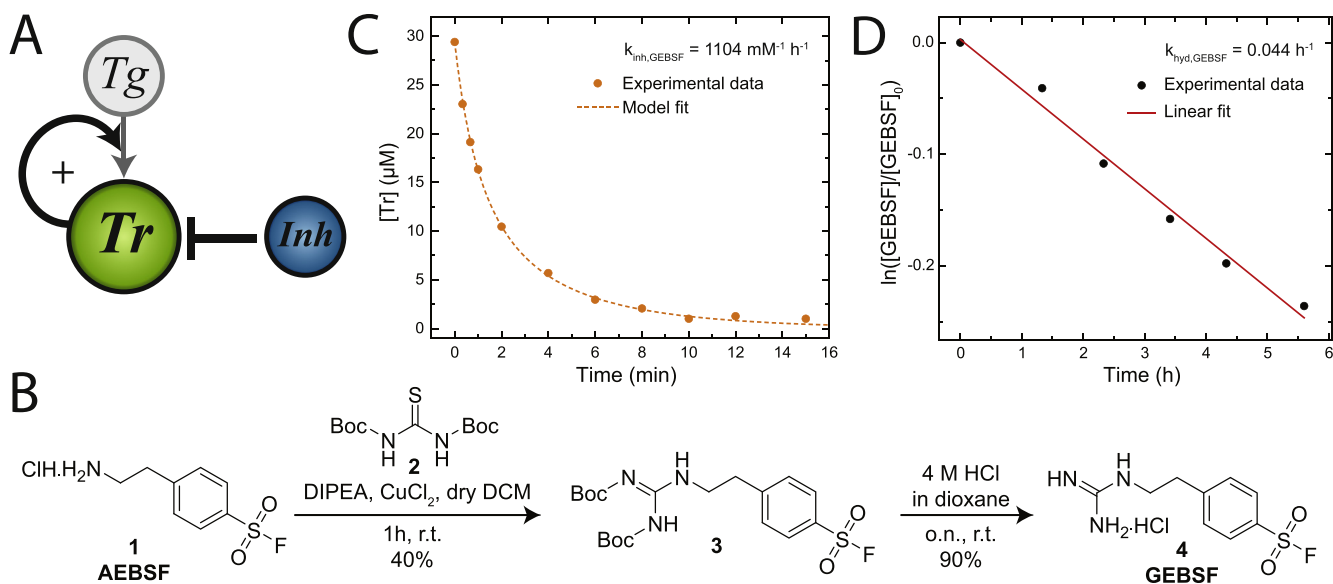 A
Tg
+
Tr
Inh
C
30
25
20
15
10
5
0
[Tr] (µM)
k_inh,GEBSF = 1104 mM⁻¹ h⁻¹
Experimental data
Model fit
0 2 4 6 8 10 12 14 16
Time (min)
D
0.0
-0.1
-0.2
ln([GEBSF]/[GEBSF]₀)
k_hyd,GEBSF = 0.044 h⁻¹
Experimental data
Linear fit
0 1 2 3 4 5 6
Time (h)
B
ClH.H₂N
S
O
O
F
1
AEBSF
S
Boc
N
H
N
H
Boc
2
DIPEA, CuCl₂, dry DCM
1h, r.t.
40%
Boc
N
H
N
NH
Boc
S
O
O
F
3
4 M HCl
in dioxane
o.n., r.t.
90%
HN
H
N
NH₂·HCl
S
O
O
F
4
GEBSF